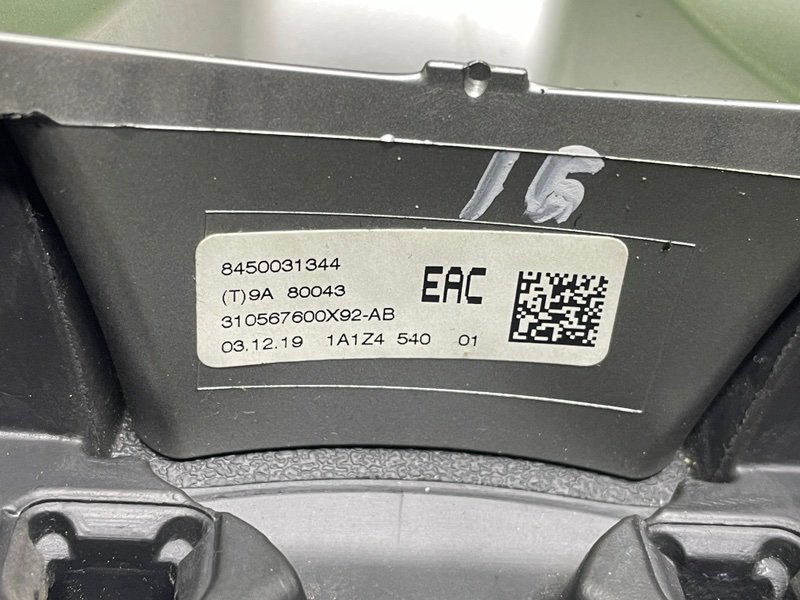 16
8450031344
(T)9A 80043
EAC
310567600X92-AB
03.12.19 1A1Z4 540 01